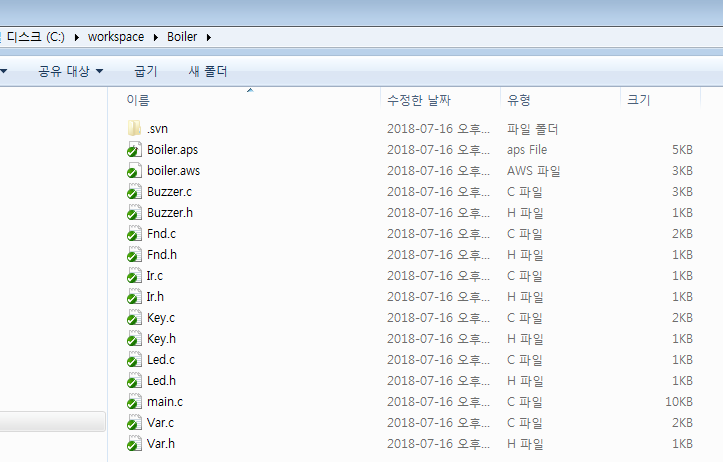 디스크 (C:) workspace Boiler
공유 대상 굽기 새 폴더
이름 수정한 날짜 유형 크기
.svn 2018-07-16 오후... 파일 폴더
Boiler.aps 2018-07-16 오후... aps File 5KB
boiler.aws 2018-07-16 오후... AWS 파일 3KB
Buzzer.c 2018-07-16 오후... C 파일 3KB
Buzzer.h 2018-07-16 오후... H 파일 1KB
Fnd.c 2018-07-16 오후... C 파일 2KB
Fnd.h 2018-07-16 오후... H 파일 1KB
Ir.c 2018-07-16 오후... C 파일 1KB
Ir.h 2018-07-16 오후... H 파일 1KB
Key.c 2018-07-16 오후... C 파일 2KB
Key.h 2018-07-16 오후... H 파일 1KB
Led.c 2018-07-16 오후... C 파일 2KB
Led.h 2018-07-16 오후... H 파일 1KB
main.c 2018-07-16 오후... C 파일 10KB
Var.c 2018-07-16 오후... C 파일 2KB
Var.h 2018-07-16 오후... H 파일 1KB